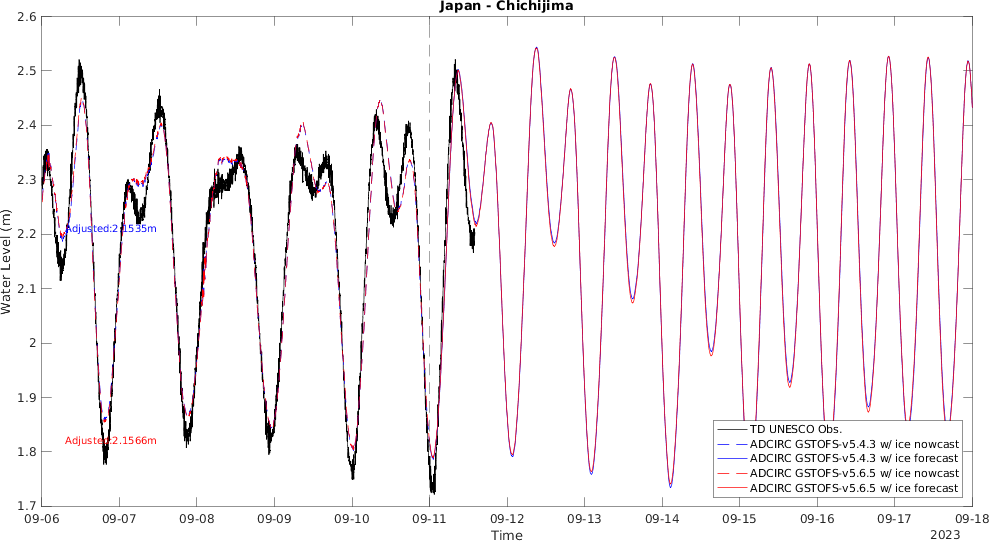 Japan - Chichijima
2.6
2.5
2.4
2.3
2.2
2.1
2
1.9
1.8
1.7
Water Level (m)
Adjusted:2.1535m
Adjusted:2.1566m
TD UNESCO Obs.
ADCIRC GSTOFS-v5.4.3 w/ ice nowcast
ADCIRC GSTOFS-v5.4.3 w/ ice forecast
ADCIRC GSTOFS-v5.6.5 w/ ice nowcast
ADCIRC GSTOFS-v5.6.5 w/ ice forecast
09-06 09-07 09-08 09-09 09-10 09-11 09-12 09-13 09-14 09-15 09-16 09-17 09-18
Time
2023